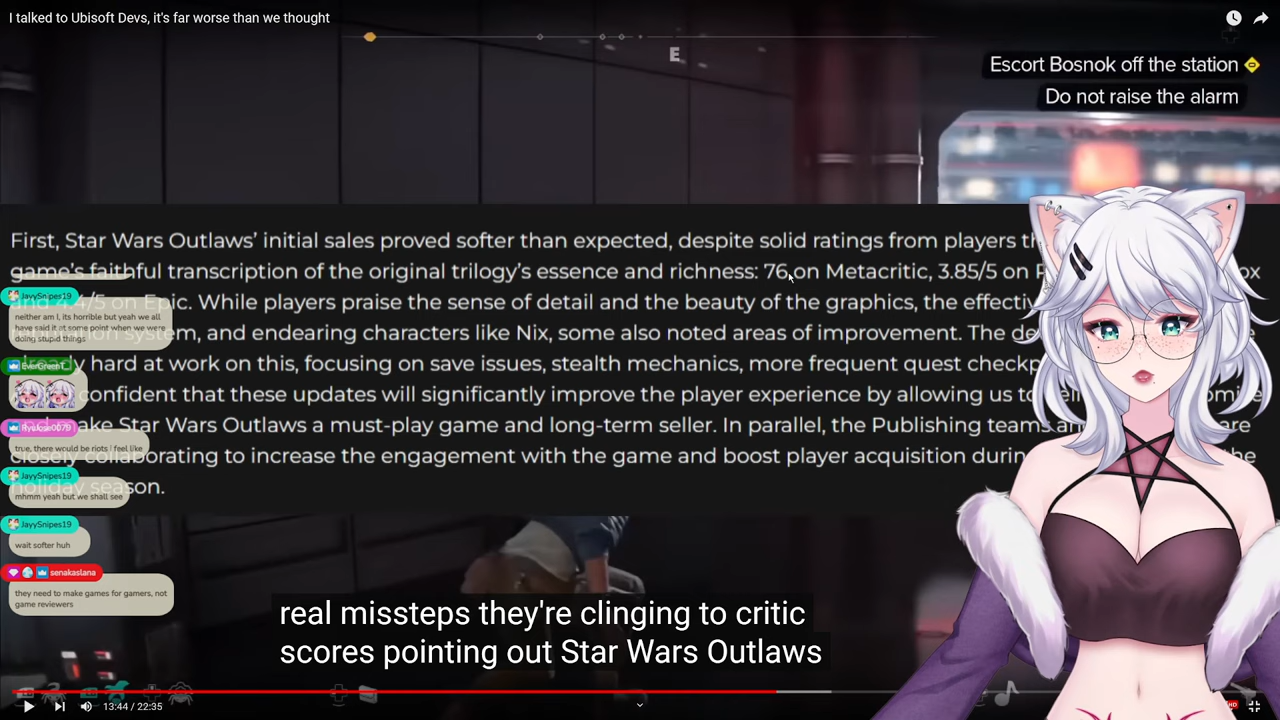 I talked to Ubisoft Devs, it's far worse than we thought
E
Escort Bosnok off the station
Do not raise the alarm
First, Star Wars Outlaws' initial sales proved softer than expected, despite solid ratings from players
game's faithful transcription of the original trilogy's essence and richness: 76 on Metacritic, 3.85/5 on
on Epic. While players praise the sense of detail and the beauty of the graphics, the
system, and endearing characters like Nix, some also noted areas of improvement. The
hard at work on this, focusing on save issues, stealth mechanics, more frequent quest
confident that these updates will significantly improve the player experience by allowing us to
Star Wars Outlaws a must-play game and long-term seller. In parallel, the Publishing teams are
collaborating to increase the engagement with the game and boost player acquisition the
holiday season.
JayySnipes19
neither am I, its horrible but yeah we all
have said it at some point when we were
doing stupid things
EverGreenT_
RyuJose0079
true, there would be riots i feel like
JayySnipes19
mhmm yeah but we shall see
JayySnipes19
wait softer huh
senakaslana
they need to make games for gamers, not
game reviewers
real missteps they're clinging to critic
scores pointing out Star Wars Outlaws
13:44 / 22:35
HD